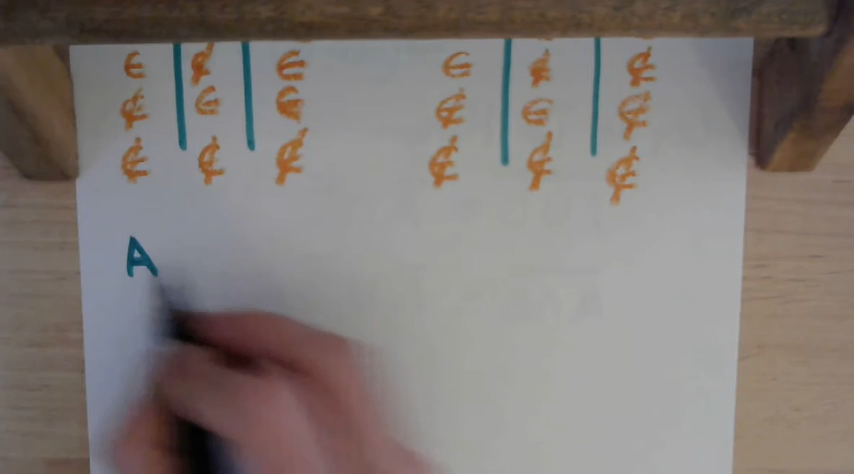 ∈ ∉ ∈ ∈ ∉ ∉
∉ ∈ ∈ ∉ ∈ ∉
∉ ∉ ∉ ∉ ∉ ∉
A